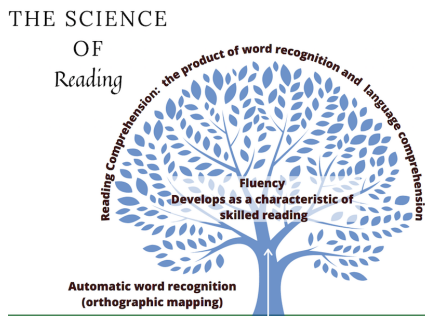 THE SCIENCE
OF
Reading
Reading Comprehension: the product of word recognition and language comprehension
Fluency
Develops as a characteristic of
skilled reading
Automatic word recognition
(orthographic mapping)